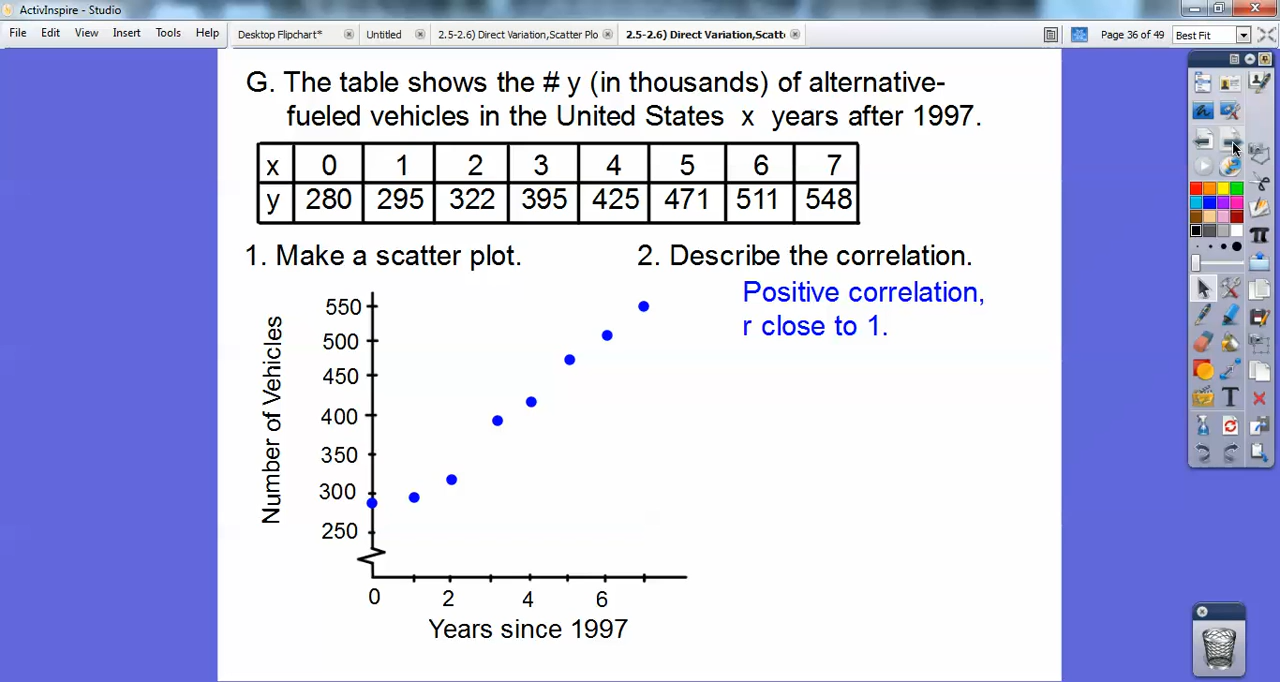 ActivInspire - Studio
File Edit View Insert Tools Help
Desktop Flipchart* Untitled 2.5-2.6) Direct Variation,Scatter Plo 2.5-2.6) Direct Variation,Scatt
Page 36 of 49 Best Fit
G. The table shows the # y (in thousands) of alternative-
fueled vehicles in the United States x years after 1997.
x 0 1 2 3 4 5 6 7
y 280 295 322 395 425 471 511 548
1. Make a scatter plot.
2. Describe the correlation.
Positive correlation,
r close to 1.
Number of Vehicles
550
500
450
400
350
300
250
0 2 4 6
Years since 1997